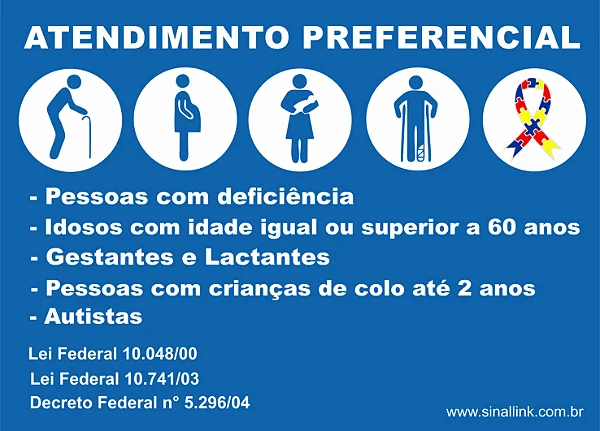 ATENDIMENTO PREFERENCIAL
- Pessoas com deficiência
- Idosos com idade igual ou superior a 60 anos
- Gestantes e Lactantes
- Pessoas com crianças de colo até 2 anos
- Autistas
Lei Federal 10.048/00
Lei Federal 10.741/03
Decreto Federal n° 5.296/04
www.sinallink.com.br